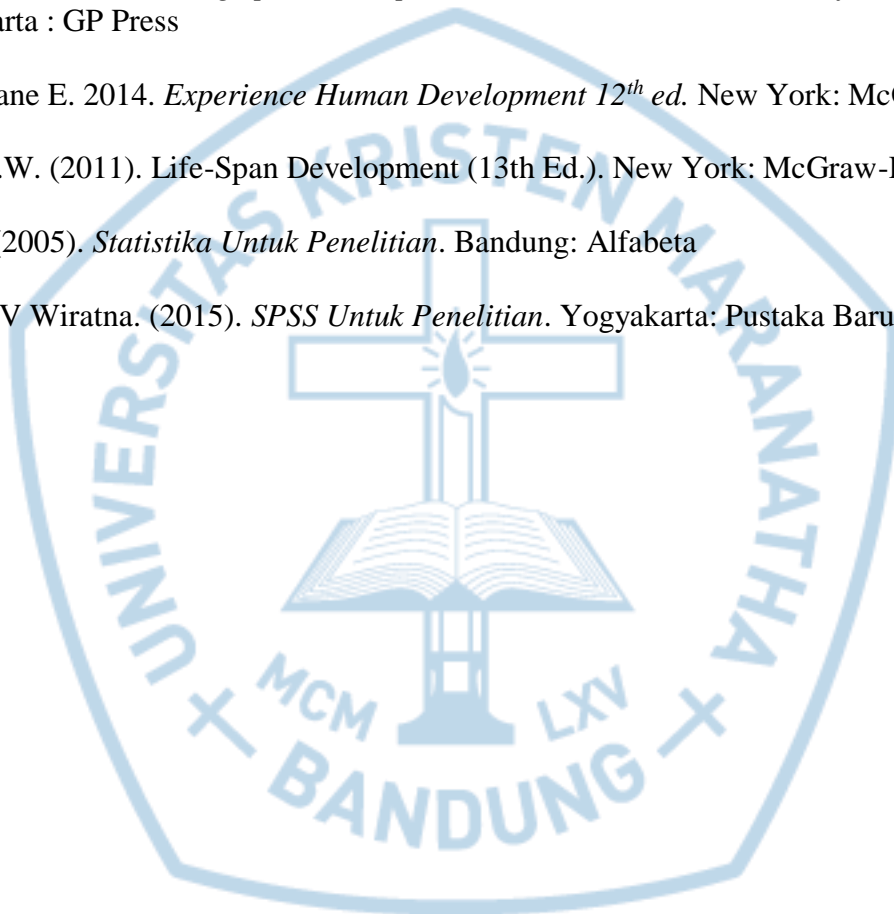 arta : GP Press
ane E. 2014. Experience Human Development 12th ed. New York: McG
.W. (2011). Life-Span Development (13th Ed.). New York: McGraw-H
(2005). Statistika Untuk Penelitian. Bandung: Alfabeta
V Wiratna. (2015). SPSS Untuk Penelitian. Yogyakarta: Pustaka Baru
UNIVERSITAS KRISTEN MARANATHA
MCM LXV
BANDUNG